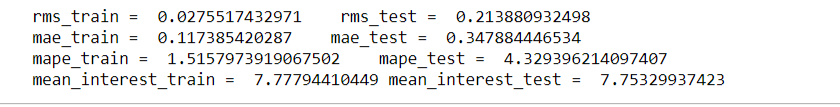 rms_train =  0.0275517432971    rms_test =  0.213880932498
mae_train =  0.117385420287    mae_test =  0.347884446534
mape_train =  1.5157973919067502    mape_test =  4.329396214097407
mean_interest_train =  7.77794410449 mean_interest_test =  7.75329937423